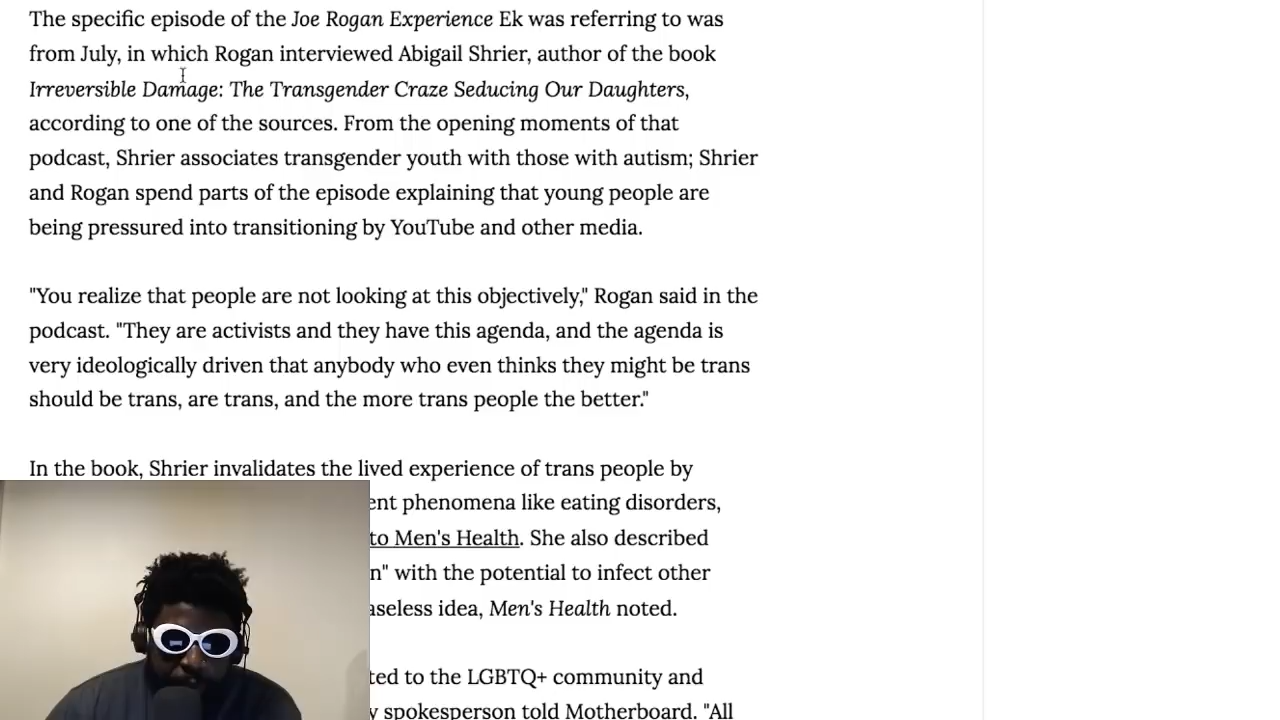 The specific episode of the Joe Rogan Experience Ek was referring to was
from July, in which Rogan interviewed Abigail Shrier, author of the book
Irreversible Damage: The Transgender Craze Seducing Our Daughters,
according to one of the sources. From the opening moments of that
podcast, Shrier associates transgender youth with those with autism; Shrier
and Rogan spend parts of the episode explaining that young people are
being pressured into transitioning by YouTube and other media.
"You realize that people are not looking at this objectively," Rogan said in the
podcast. "They are activists and they have this agenda, and the agenda is
very ideologically driven that anybody who even thinks they might be trans
should be trans, are trans, and the more trans people the better."
In the book, Shrier invalidates the lived experience of trans people by
ent phenomena like eating disorders,
to Men's Health. She also described
n" with the potential to infect other
aseless idea, Men's Health noted.
ted to the LGBTQ+ community and
y spokesperson told Motherboard. "All